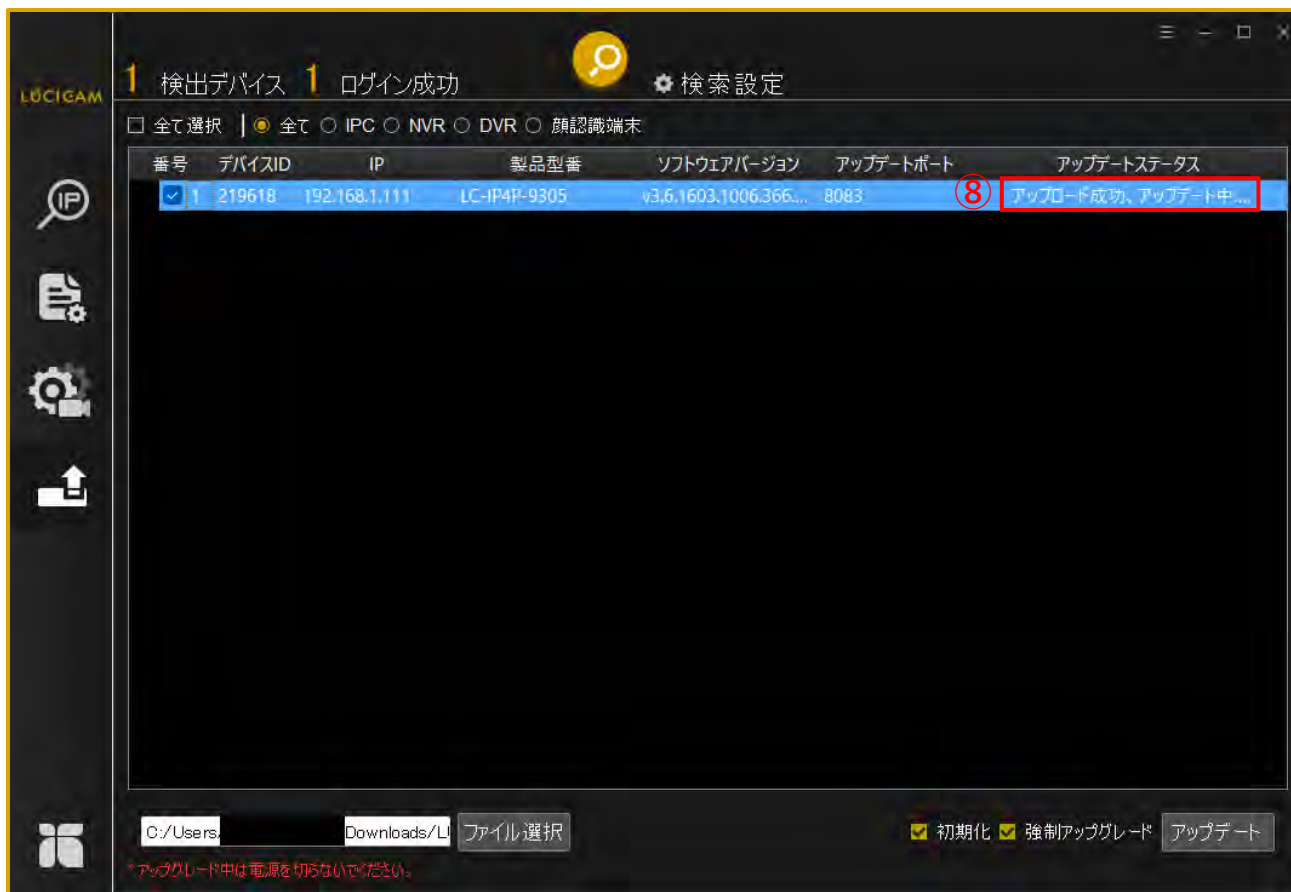 LUCICAM
1 検出デバイス 1 ログイン成功 検索設定
全て選択 | 全て IPC NVR DVR 顔認識端末
番号 デバイスID IP 製品型番 ソフトウェアバージョン アップデートポート アップデートステータス
1 219618 192.168.1.111 LC-IP4P-9305 v3.6.1603.1006.366.... 8083 ⑧ アップロード成功、アップデート中....
IP
C:/Users/ Downloads/L ファイル選択 初期化 強制アップグレード アップデート
*アップグレード中は電源を切らないでください。